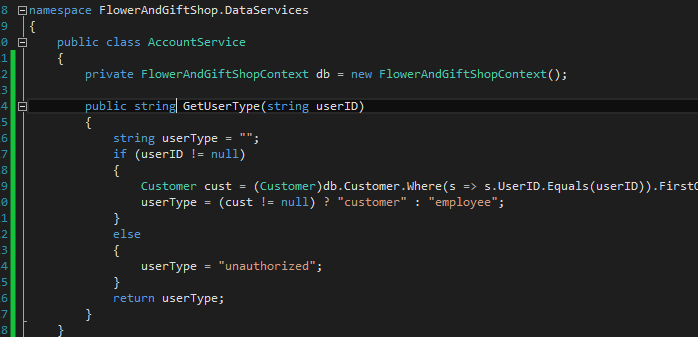 8 namespace FlowerAndGiftShop.DataServices
9 {
0 public class AccountService
1 {
2 private FlowerAndGiftShopContext db = new FlowerAndGiftShopContext();
3
4 public string GetUserType(string userID)
5 {
6 string userType = "";
7 if (userID != null)
8 {
9 Customer cust = (Customer)db.Customer.Where(s => s.UserID.Equals(userID)).First
0 userType = (cust != null) ? "customer" : "employee";
1 }
2 else
3 {
4 userType = "unauthorized";
5 }
6 return userType;
7 }
8 }